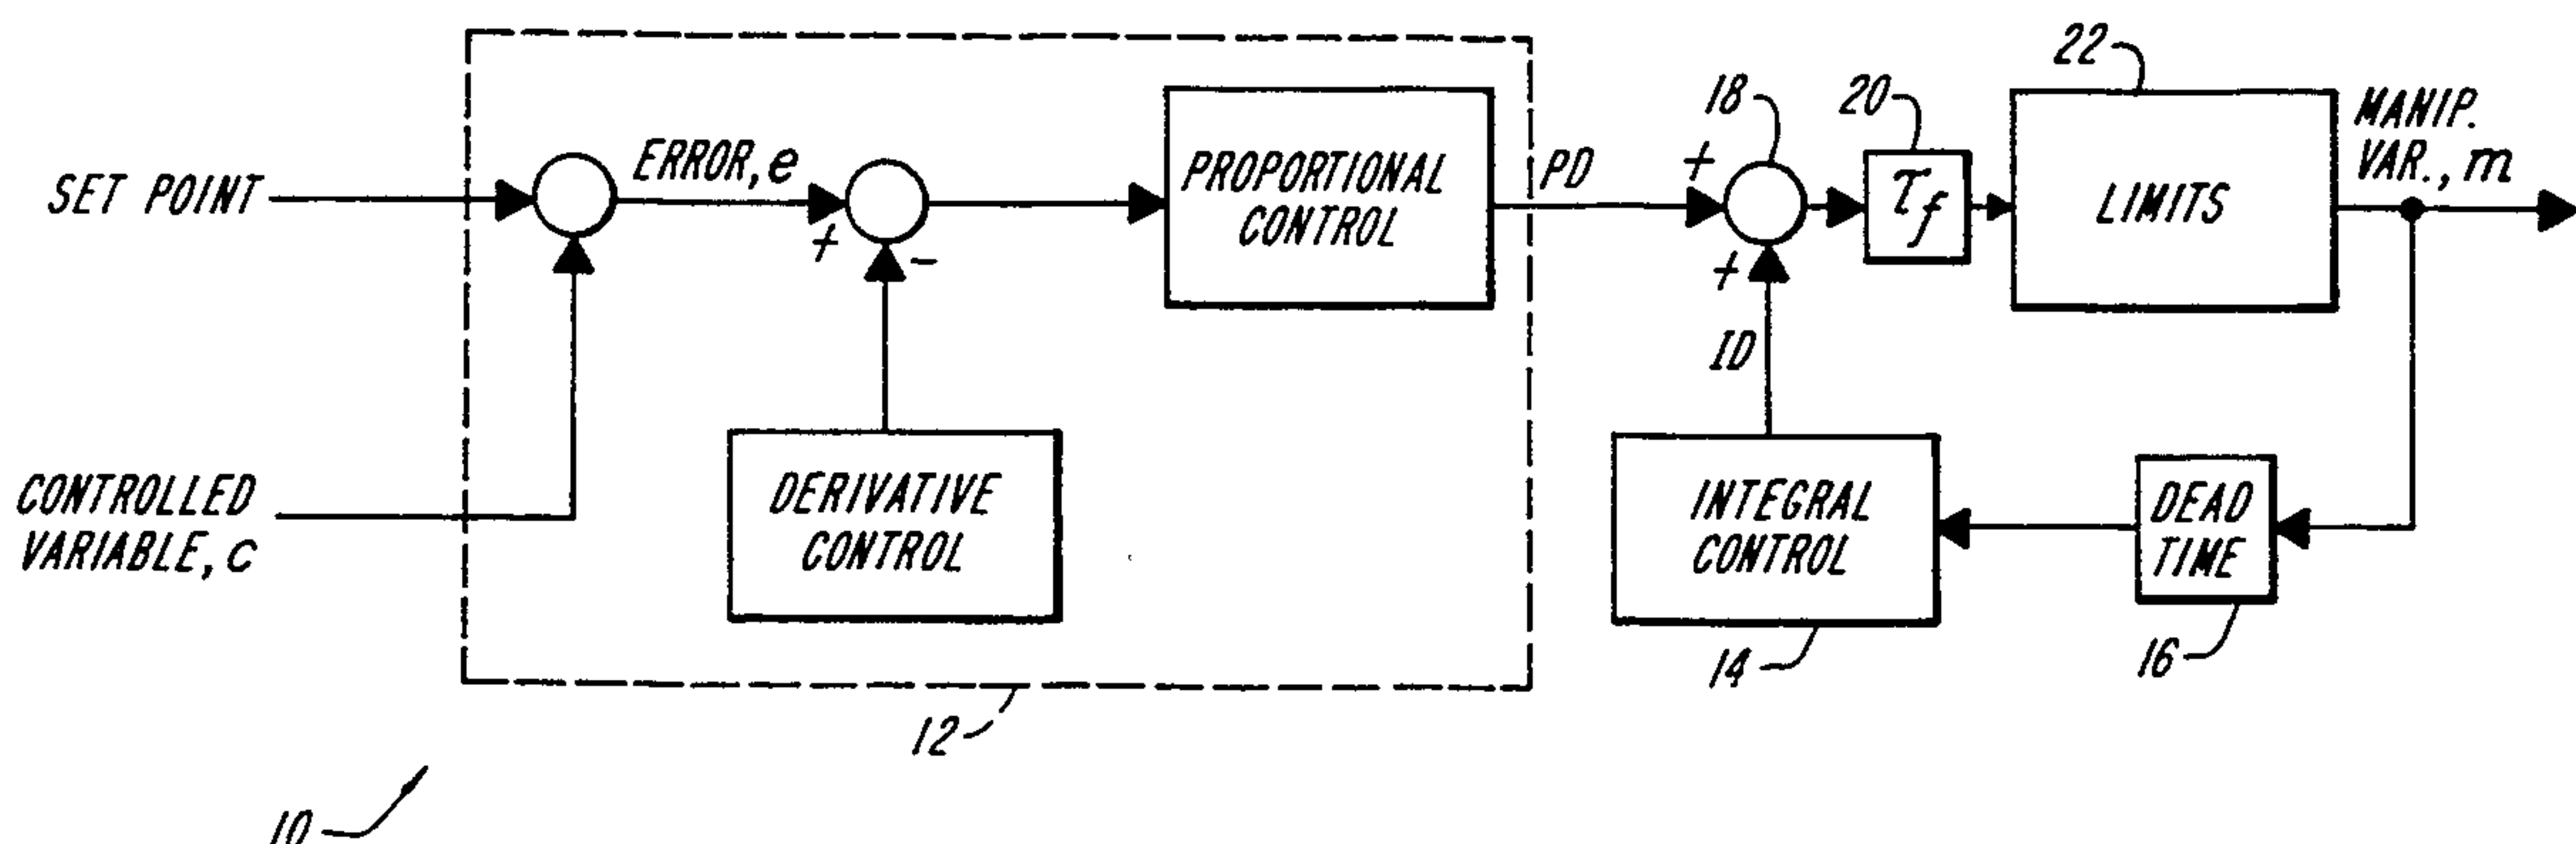 22
18
20
MANIP.
VAR., m
ERROR, e
PROPORTIONAL
CONTROL
PD
+
τf
LIMITS
SET POINT
+
-
+
ID
CONTROLLED
VARIABLE, c
DERIVATIVE
CONTROL
INTEGRAL
CONTROL
DEAD
TIME
14
16
12
10